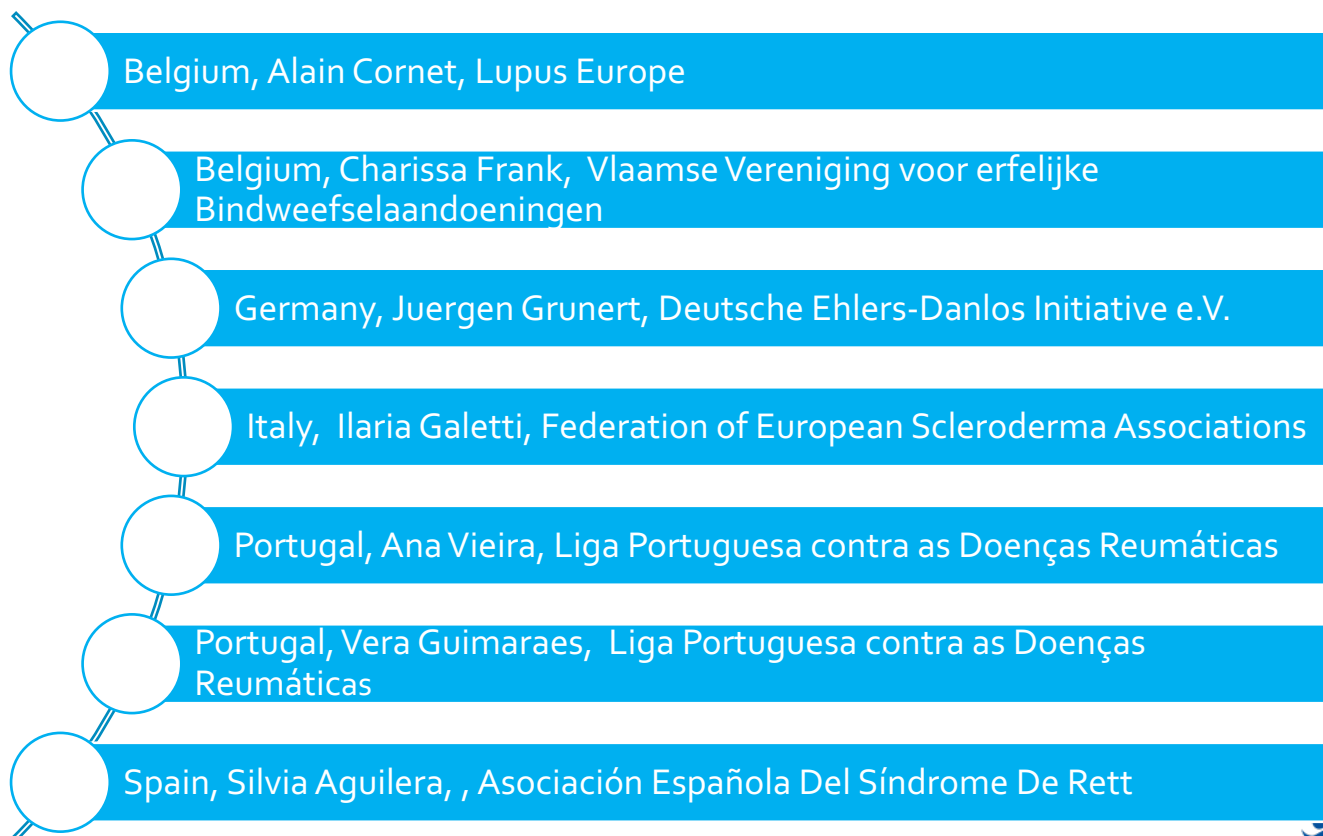 Belgium, Alain Cornet, Lupus Europe
Belgium, Charissa Frank, Vlaamse Vereniging voor erfelijke
Bindweefselaandoeningen
Germany, Juergen Grunert, Deutsche Ehlers-Danlos Initiative e.V.
Italy, Ilaria Galetti, Federation of European Scleroderma Associations
Portugal, Ana Vieira, Liga Portuguesa contra as Doenças Reumáticas
Portugal, Vera Guimaraes, Liga Portuguesa contra as Doenças
Reumáticas
Spain, Silvia Aguilera, , Asociación Española Del Síndrome De Rett